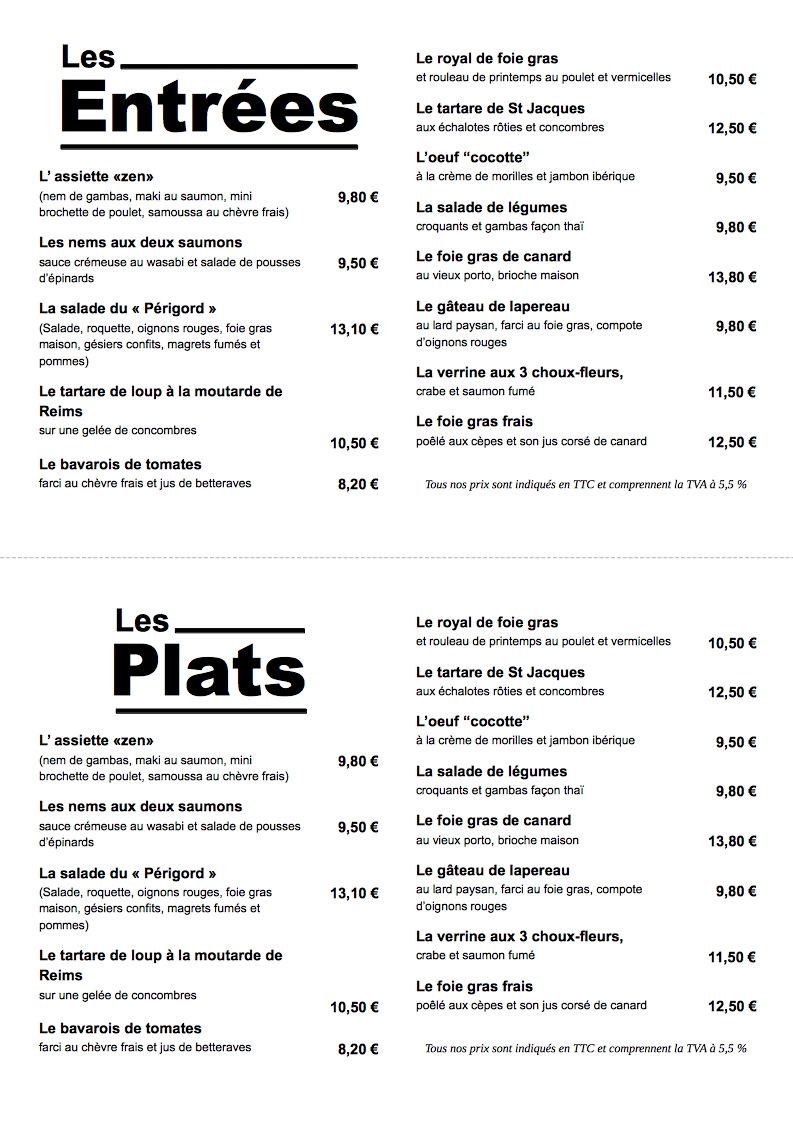 Les
Entrées
L’ assiette «zen»
(nem de gambas, maki au saumon, mini 9,80 €
brochette de poulet, samoussa au chèvre frais)
Les nems aux deux saumons
sauce crémeuse au wasabi et salade de pousses 9,50 €
d’épinards
La salade du « Périgord »
(Salade, roquette, oignons rouges, foie gras 13,10 €
maison, gésiers confits, magrets fumés et
pommes)
Le tartare de loup à la moutarde de
Reims
sur une gelée de concombres
10,50 €
Le bavarois de tomates
farci au chèvre frais et jus de betteraves 8,20 €
Le royal de foie gras
et rouleau de printemps au poulet et vermicelles 10,50 €
Le tartare de St Jacques
aux échalotes rôties et concombres 12,50 €
L’oeuf “cocotte”
à la crème de morilles et jambon ibérique 9,50 €
La salade de légumes
croquants et gambas façon thaï 9,80 €
Le foie gras de canard
au vieux porto, brioche maison 13,80 €
Le gâteau de lapereau
au lard paysan, farci au foie gras, compote 9,80 €
d’oignons rouges
La verrine aux 3 choux-fleurs,
crabe et saumon fumé 11,50 €
Le foie gras frais
poêlé aux cèpes et son jus corsé de canard 12,50 €
Tous nos prix sont indiqués en TTC et comprennent la TVA à 5,5 %
Les
Plats
L’ assiette «zen»
(nem de gambas, maki au saumon, mini 9,80 €
brochette de poulet, samoussa au chèvre frais)
Les nems aux deux saumons
sauce crémeuse au wasabi et salade de pousses 9,50 €
d’épinards
La salade du « Périgord »
(Salade, roquette, oignons rouges, foie gras 13,10 €
maison, gésiers confits, magrets fumés et
pommes)
Le tartare de loup à la moutarde de
Reims
sur une gelée de concombres
10,50 €
Le bavarois de tomates
farci au chèvre frais et jus de betteraves 8,20 €
Le royal de foie gras
et rouleau de printemps au poulet et vermicelles 10,50 €
Le tartare de St Jacques
aux échalotes rôties et concombres 12,50 €
L’oeuf “cocotte”
à la crème de morilles et jambon ibérique 9,50 €
La salade de légumes
croquants et gambas façon thaï 9,80 €
Le foie gras de canard
au vieux porto, brioche maison 13,80 €
Le gâteau de lapereau
au lard paysan, farci au foie gras, compote 9,80 €
d’oignons rouges
La verrine aux 3 choux-fleurs,
crabe et saumon fumé 11,50 €
Le foie gras frais
poêlé aux cèpes et son jus corsé de canard 12,50 €
Tous nos prix sont indiqués en TTC et comprennent la TVA à 5,5 %